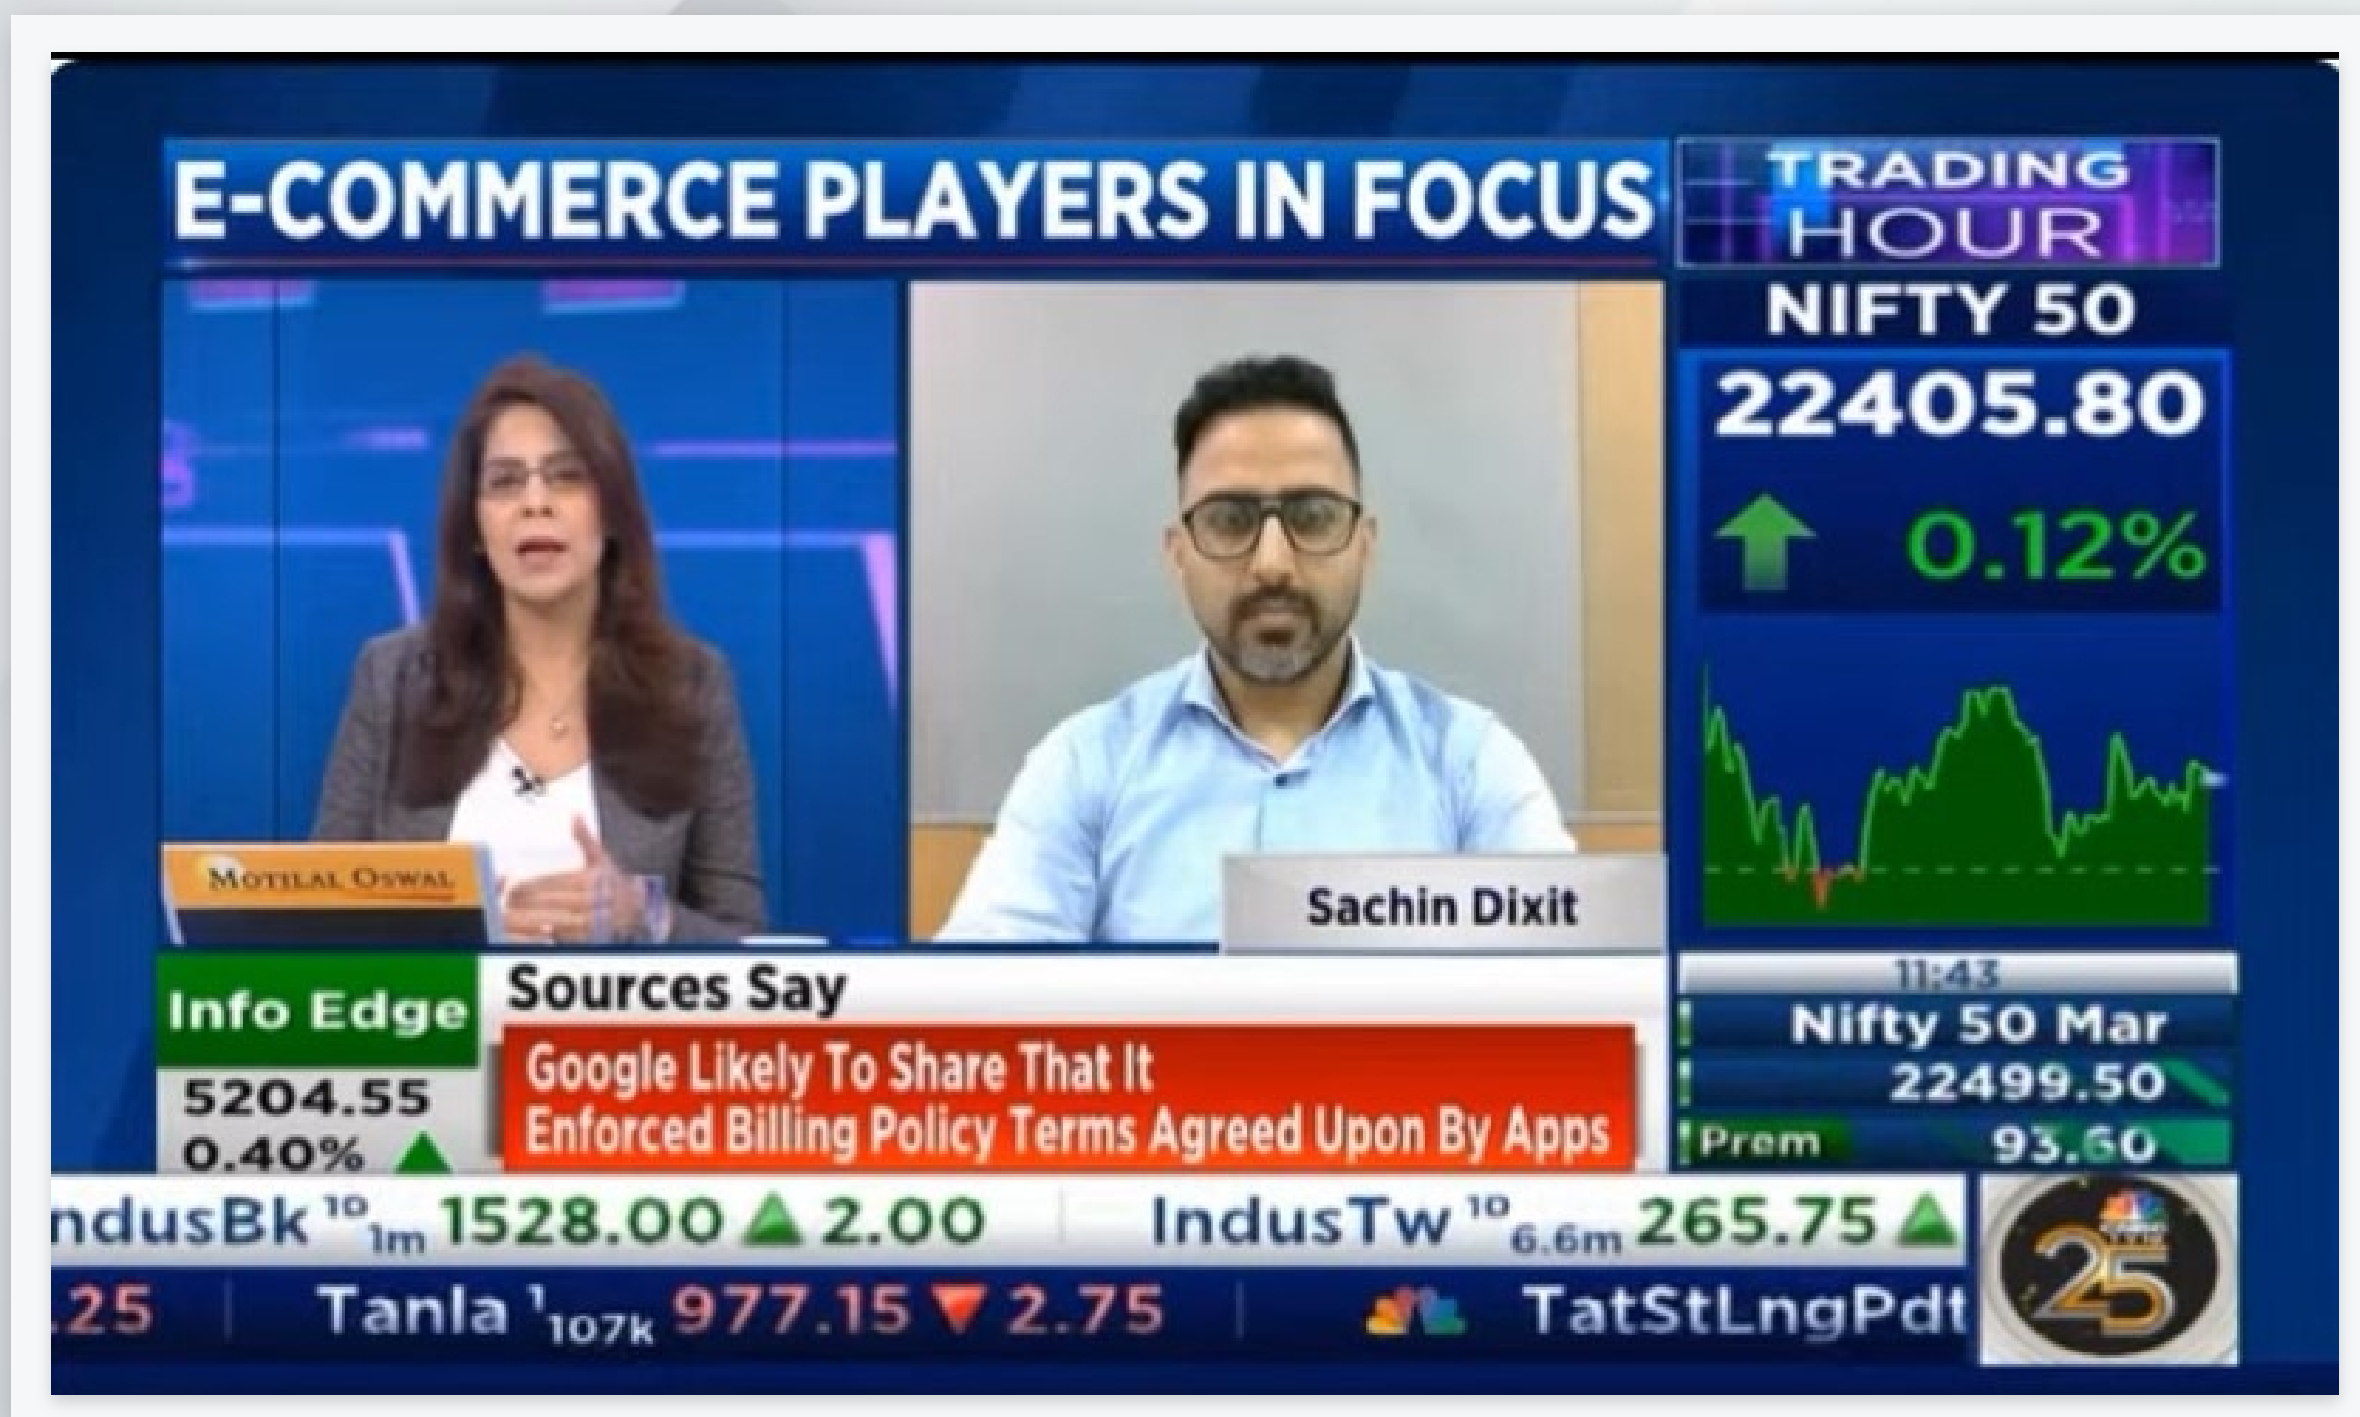 E-COMMERCE PLAYERS IN FOCUS
TRADING
HOUR
NIFTY 50
22405.80
0.12%
MOTILAL OSWAL
Sachin Dixit
11:43
Nifty 50 Mar
22499.50
Prem 93.60
Info Edge
5204.55
0.40%
Sources Say
Google Likely To Share That It
Enforced Billing Policy Terms Agreed Upon By Apps
ndusBk 10 1m 1528.00 ▲ 2.00 IndusTw 10 6.6m 265.75 ▲
.25 Tanla 1 107k 977.15 ▼ 2.75 TatStLngPdt
25